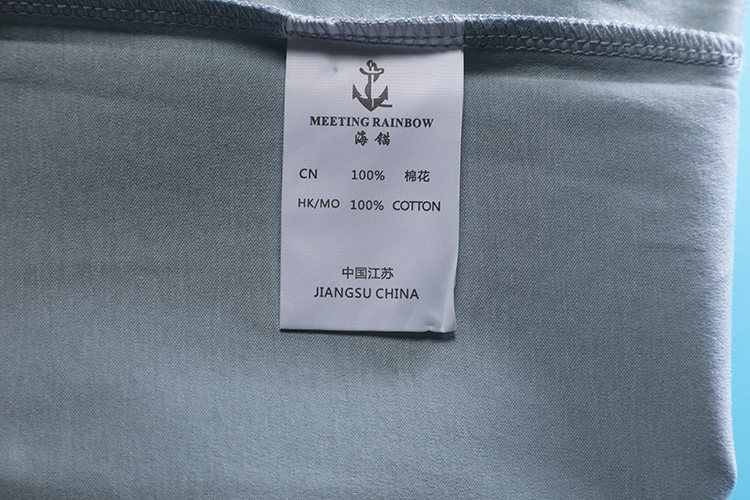 MEETING RAINBOW
海锚
CN 100% 棉花
HK/MO 100% COTTON
中国江苏
JIANGSU CHINA